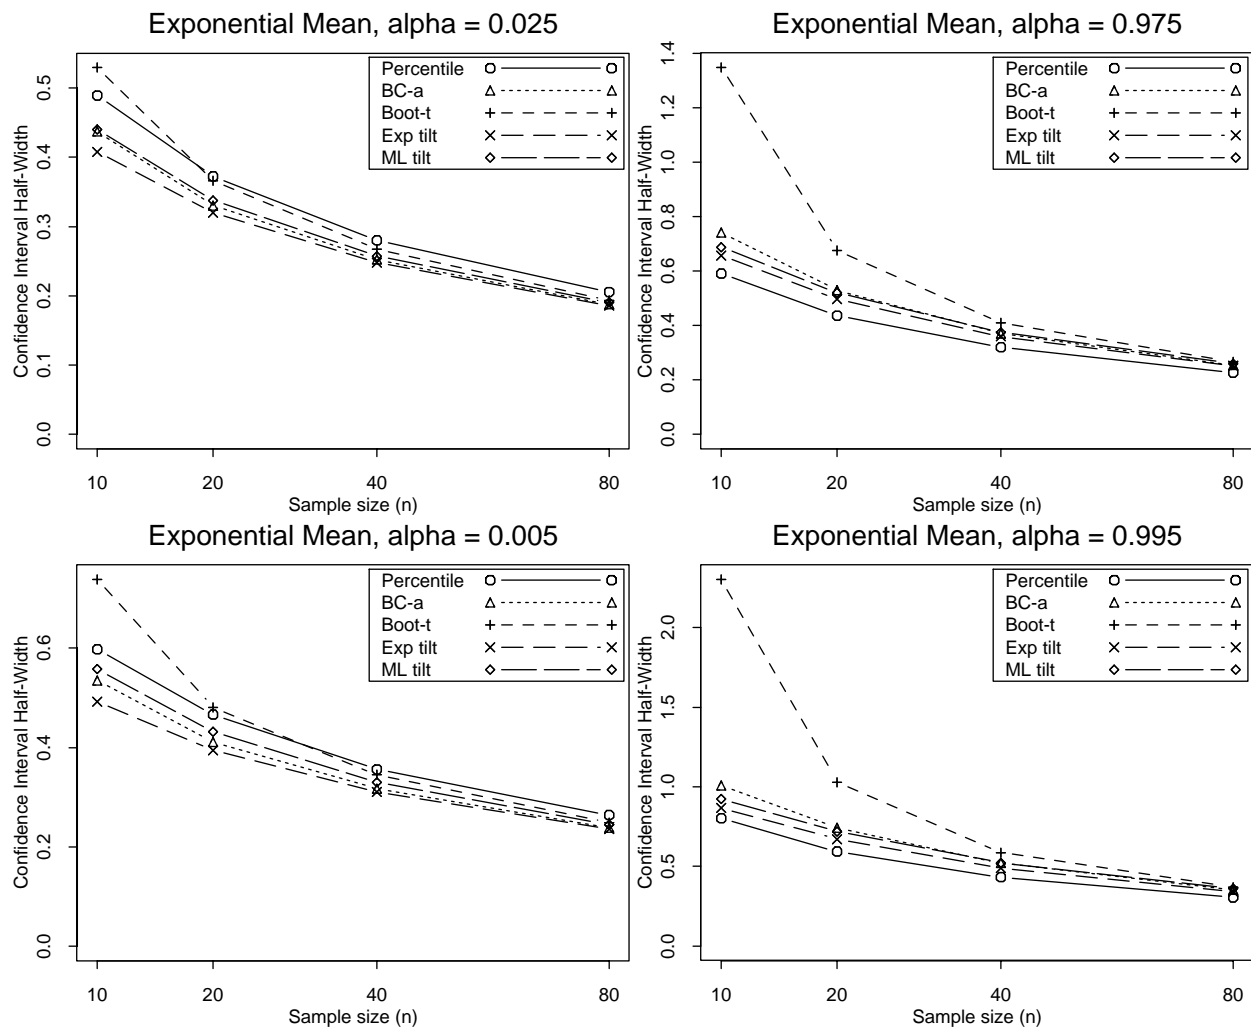 Exponential Mean, alpha = 0.025
Confidence Interval Half-Width
0.5
0.4
0.3
0.2
0.1
0.0
Percentile
BC-a
Boot-t
Exp tilt
ML tilt
10 20 40 80
Sample size (n)
Exponential Mean, alpha = 0.975
Confidence Interval Half-Width
1.4
1.2
1.0
0.8
0.6
0.4
0.2
0.0
Percentile
BC-a
Boot-t
Exp tilt
ML tilt
10 20 40 80
Sample size (n)
Exponential Mean, alpha = 0.005
Confidence Interval Half-Width
0.6
0.4
0.2
0.0
Percentile
BC-a
Boot-t
Exp tilt
ML tilt
10 20 40 80
Sample size (n)
Exponential Mean, alpha = 0.995
Confidence Interval Half-Width
2.0
1.5
1.0
0.5
0.0
Percentile
BC-a
Boot-t
Exp tilt
ML tilt
10 20 40 80
Sample size (n)